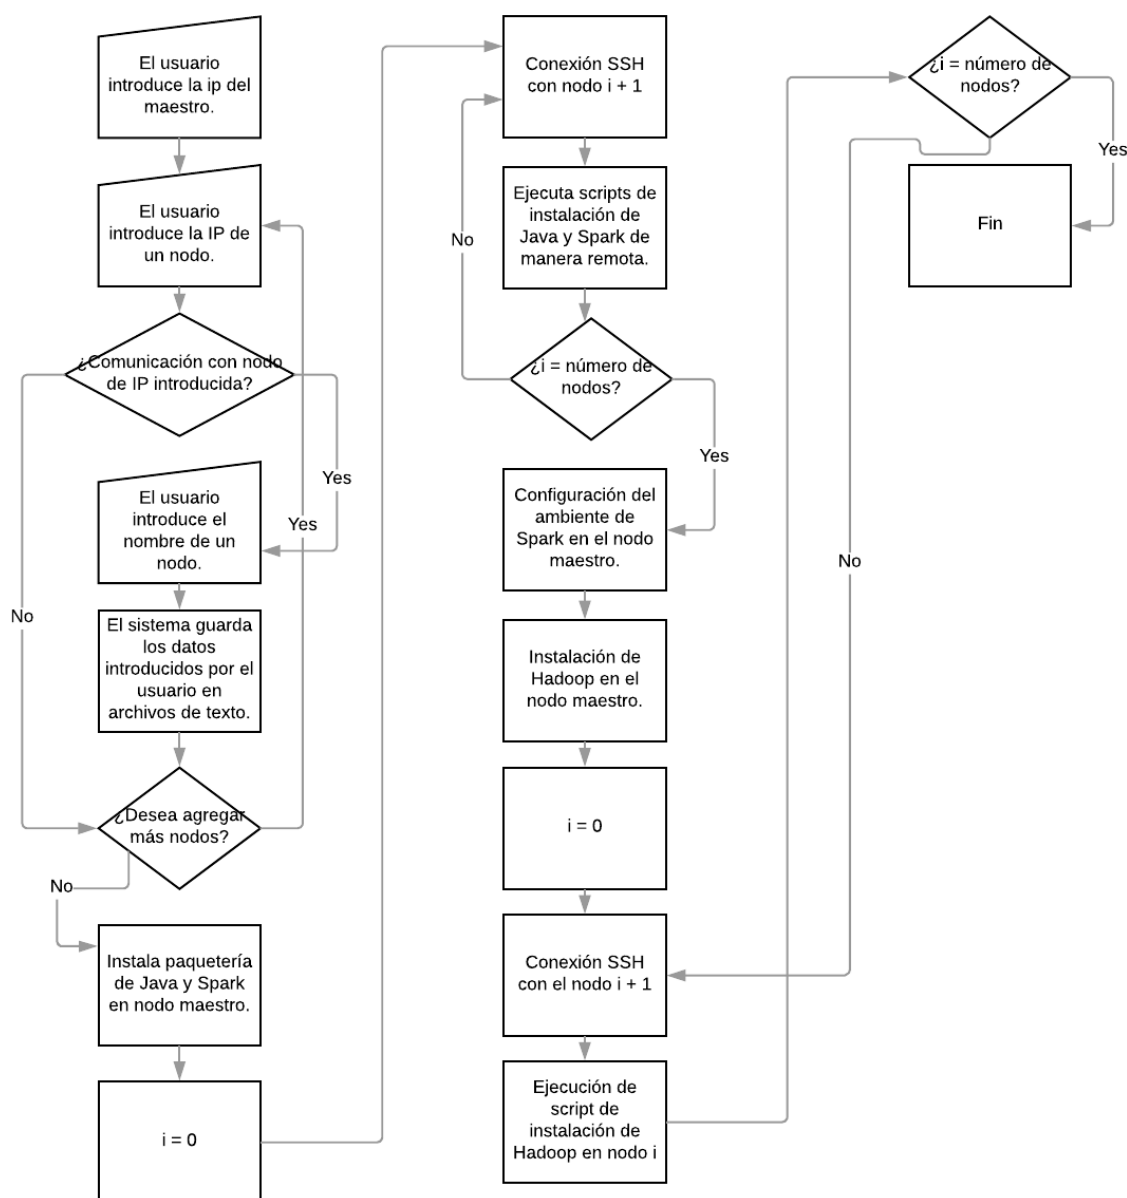 El usuario
introduce la ip del
maestro.
El usuario
introduce la IP de
un nodo.
¿Comunicación con nodo
de IP introducida?
Yes
El usuario
introduce el
nombre de un
nodo.
Yes
No
El sistema guarda
los datos
introducidos por el
usuario en
archivos de texto.
¿Desea agregar
más nodos?
No
Instala paquetería
de Java y Spark
en nodo maestro.
i = 0
Conexión SSH
con nodo i + 1
Ejecuta scripts de
instalación de
Java y Spark de
manera remota.
No
¿i = número de
nodos?
Yes
Configuración del
ambiente de
Spark en el nodo
maestro.
Instalación de
Hadoop en el
nodo maestro.
i = 0
Conexión SSH
con el nodo i + 1
Ejecución de
script de
instalación de
Hadoop en nodo i
¿i = número de
nodos?
Yes
Fin
No